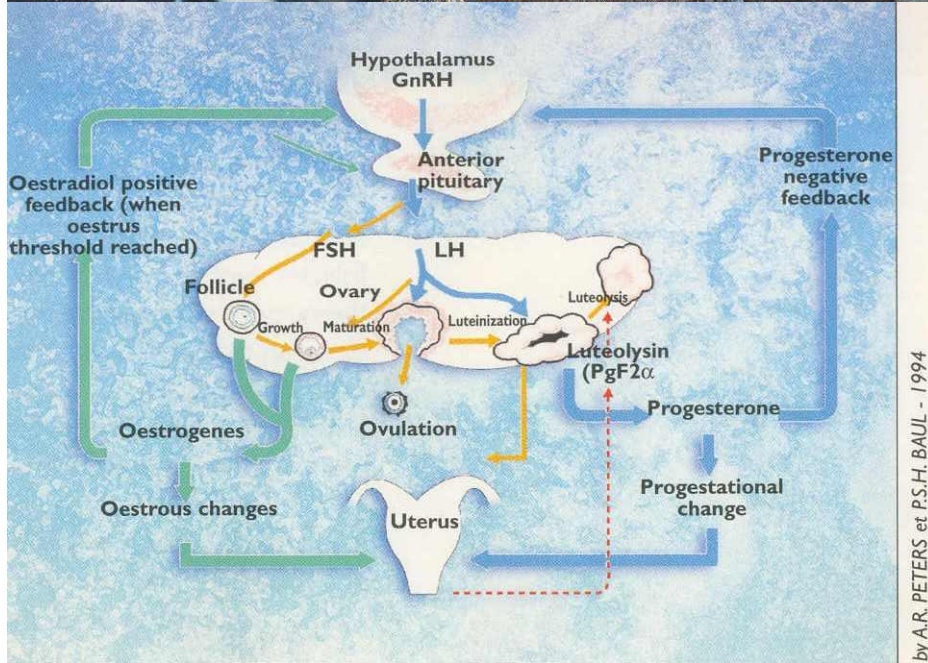 Hypothalamus
GnRH
Anterior
pituitary
Oestradiol positive
feedback (when
oestrus
threshold reached)
Progesterone
negative
feedback
FSH
LH
Follicle
Ovary
Growth
Maturation
Luteinization
Luteolysis
Luteolysin
(PgF2α
Oestrogenes
Ovulation
Progesterone
Oestrous changes
Uterus
Progestational
change
by A.R. PETERS et P.S.H. BAUL - 1994